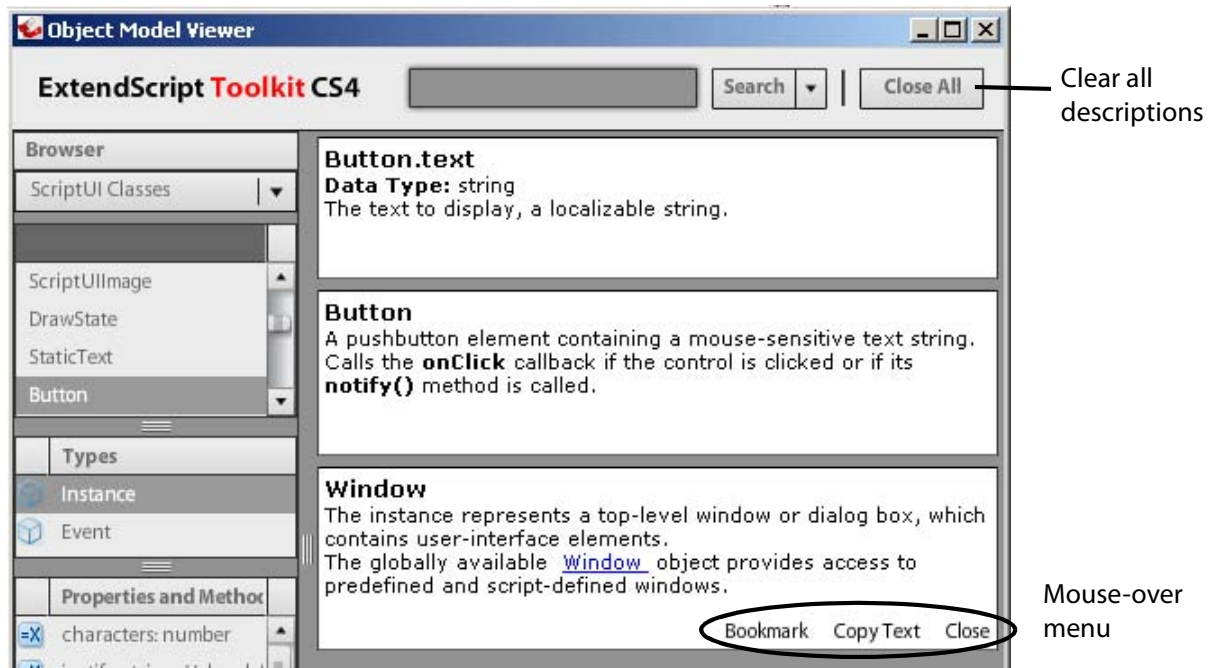 Object Model Viewer
ExtendScript Toolkit CS4
Search
Close All
Clear all
descriptions
Browser
ScriptUI Classes
ScriptUIImage
DrawState
StaticText
Button
Types
Instance
Event
Properties and Method
characters: number
Button.text
Data Type: string
The text to display, a localizable string.
Button
A pushbutton element containing a mouse-sensitive text string.
Calls the onClick callback if the control is clicked or if its
notify() method is called.
Window
The instance represents a top-level window or dialog box, which
contains user-interface elements.
The globally available Window object provides access to
predefined and script-defined windows.
Bookmark Copy Text Close
Mouse-over
menu